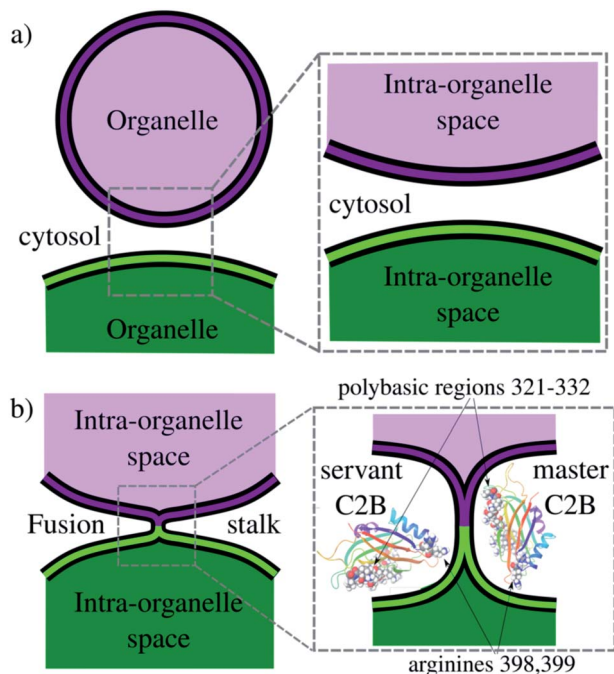 a)
Organelle
cytosol
Organelle
Intra-organelle
space
cytosol
Intra-organelle
space
b)
Intra-organelle
space
Fusion stalk
Intra-organelle
space
polybasic regions 321-332
servant master
C2B C2B
arginines 398,399